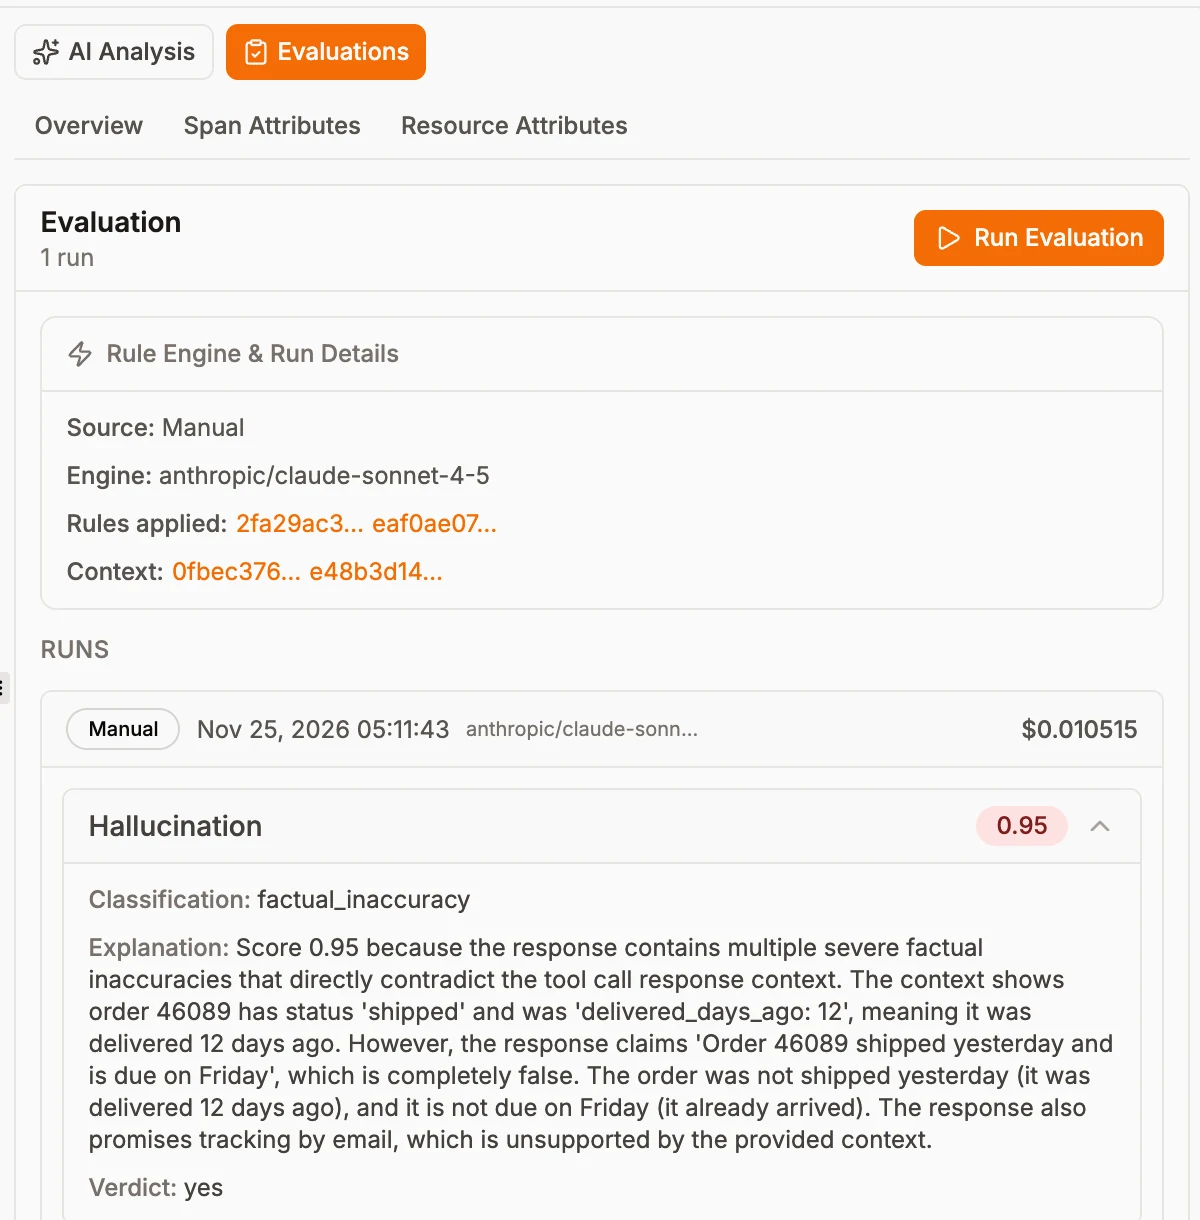 AI Analysis
Evaluations
Overview
Span Attributes
Resource Attributes
Evaluation
1 run
Run Evaluation
Rule Engine & Run Details
Source: Manual
Engine: anthropic/claude-sonnet-4-5
Rules applied: 2fa29ac3... eaf0ae07...
Context: 0fbec376... e48b3d14...
RUNS
Manual
Nov 25, 2026 05:11:43
anthropic/claude-sonn...
$0.010515
Hallucination
0.95
Classification: factual_inaccuracy
Explanation: Score 0.95 because the response contains multiple severe factual
inaccuracies that directly contradict the tool call response context. The context shows
order 46089 has status 'shipped' and was 'delivered_days_ago: 12', meaning it was
delivered 12 days ago. However, the response claims 'Order 46089 shipped yesterday and
is due on Friday', which is completely false. The order was not shipped yesterday (it was
delivered 12 days ago), and it is not due on Friday (it already arrived). The response also
promises tracking by email, which is unsupported by the provided context.
Verdict: yes